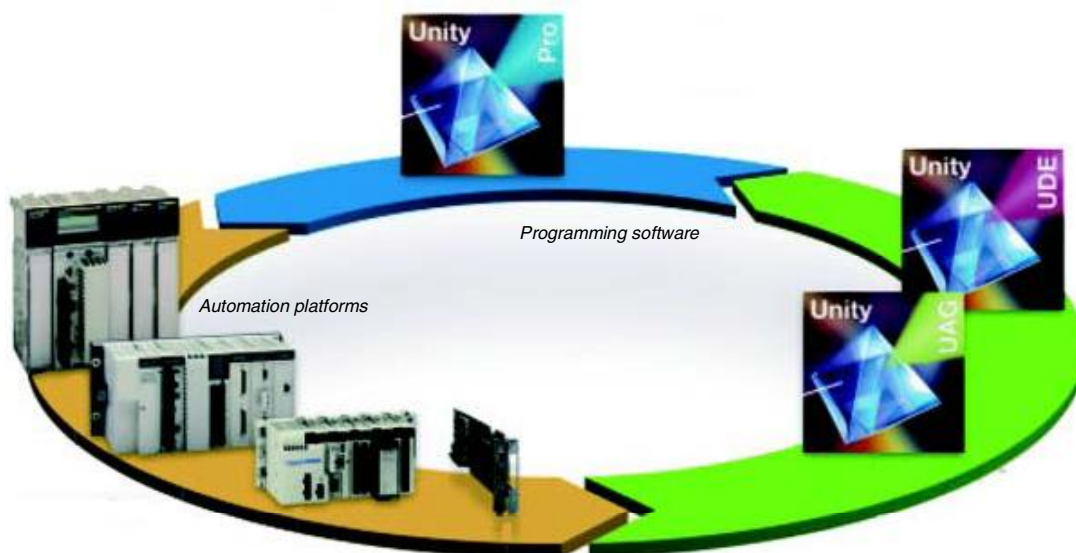 Unity
Pro
Unity
UDE
Programming software
Automation platforms
Unity
UAG